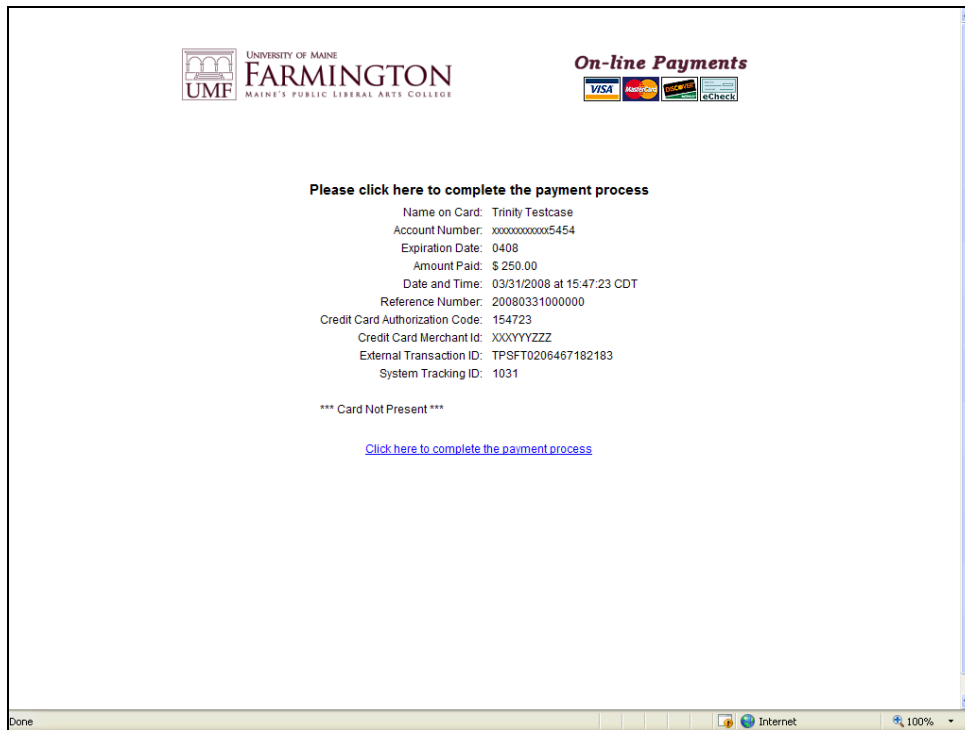 UNIVERSITY OF MAINE
FARMINGTON
UMF MAINE'S PUBLIC LIBERAL ARTS COLLEGE
On-line Payments
VISA MasterCard DISCOVER eCheck
Please click here to complete the payment process
Name on Card: Trinity Testcase
Account Number: xxxxxxxxxxxx5454
Expiration Date: 0408
Amount Paid: $ 250.00
Date and Time: 03/31/2008 at 15:47:23 CDT
Reference Number: 20080331000000
Credit Card Authorization Code: 154723
Credit Card Merchant Id: XXXYYYZZZ
External Transaction ID: TPSFT0206467182183
System Tracking ID: 1031
*** Card Not Present ***
Click here to complete the payment process
Done Internet 100%